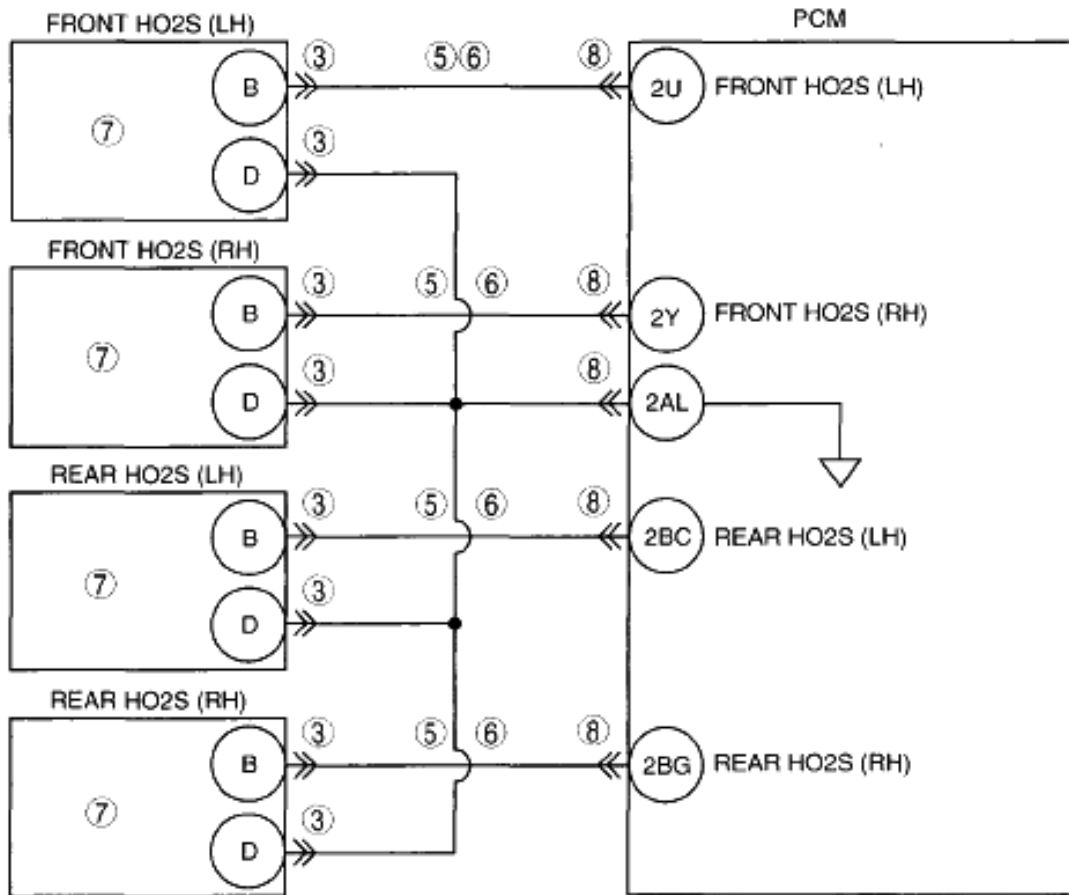 FRONT HO2S (LH)
PCM
B
③
⑤⑥
⑧
2U
FRONT HO2S (LH)
⑦
③
D
FRONT HO2S (RH)
B
③
⑤
⑥
⑧
2Y
FRONT HO2S (RH)
⑦
③
⑧
D
2AL
REAR HO2S (LH)
B
③
⑤
⑥
⑧
2BC
REAR HO2S (LH)
⑦
③
D
REAR HO2S (RH)
B
③
⑤
⑥
⑧
2BG
REAR HO2S (RH)
⑦
③
D